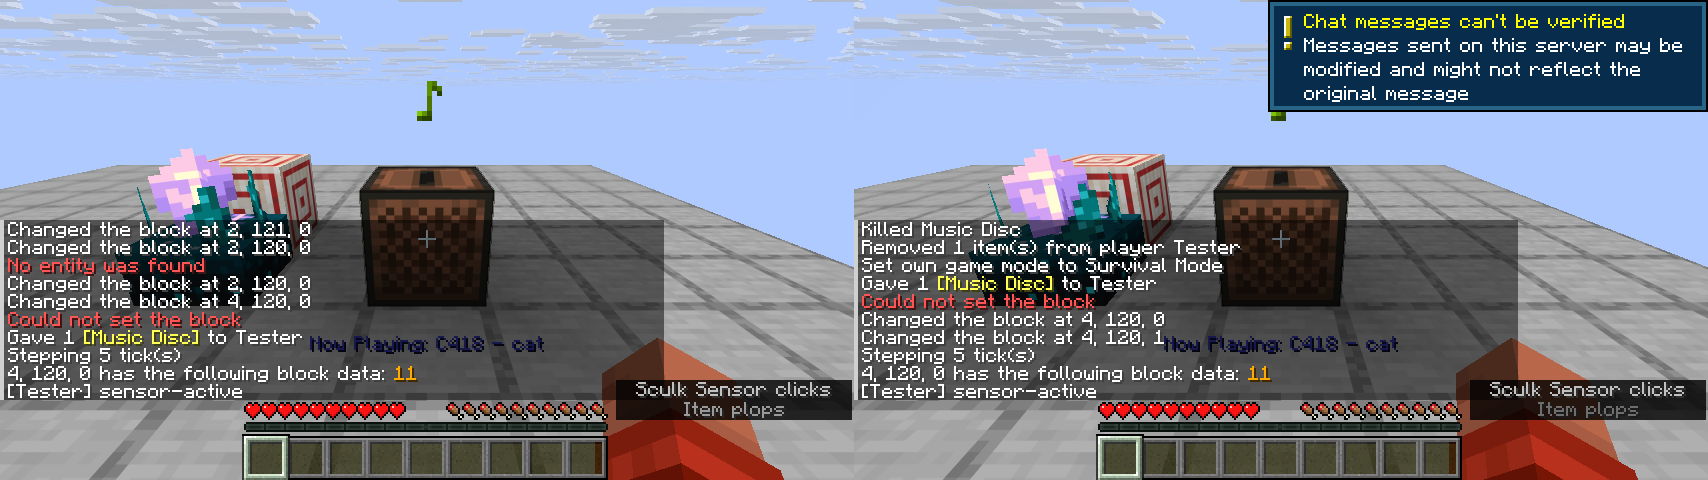 Changed the block at 2, 121, 0
Changed the block at 2, 120, 0
No entity was found
Changed the block at 2, 120, 0
Changed the block at 4, 120, 0
Could not set the block
Gave 1 [Music Disc] to Tester
Now Playing: C418 - cat
Stepping 5 tick(s)
4, 120, 0 has the following block data: 11
[Tester] sensor-active
Sculk Sensor clicks
Item plops
Chat messages can't be verified
Messages sent on this server may be
modified and might not reflect the
original message
Killed Music Disc
Removed 1 item(s) from player Tester
Set own game mode to Survival Mode
Gave 1 [Music Disc] to Tester
Could not set the block
Changed the block at 4, 120, 0
Changed the block at 4, 120, 1
Now Playing: C418 - cat
Stepping 5 tick(s)
4, 120, 0 has the following block data: 11
[Tester] sensor-active
Sculk Sensor clicks
Item plops